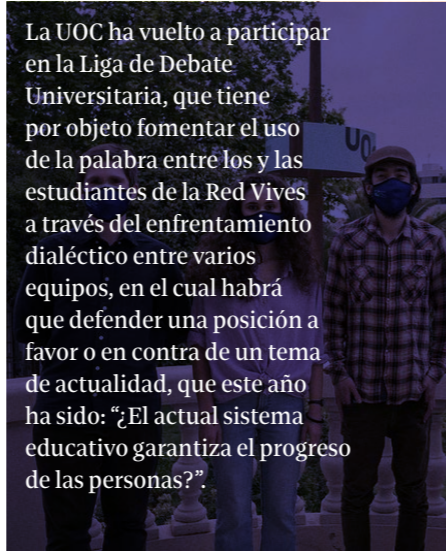 La UOC ha vuelto a participar
en la Liga de Debate
Universitaria, que tiene
por objeto fomentar el uso
de la palabra entre los y las
estudiantes de la Red Vives
a través del enfrentamiento
dialéctico entre varios
equipos, en el cual habrá
que defender una posición a
favor o en contra de un tema
de actualidad, que este año
ha sido: “¿El actual sistema
educativo garantiza el progreso
de las personas?”.